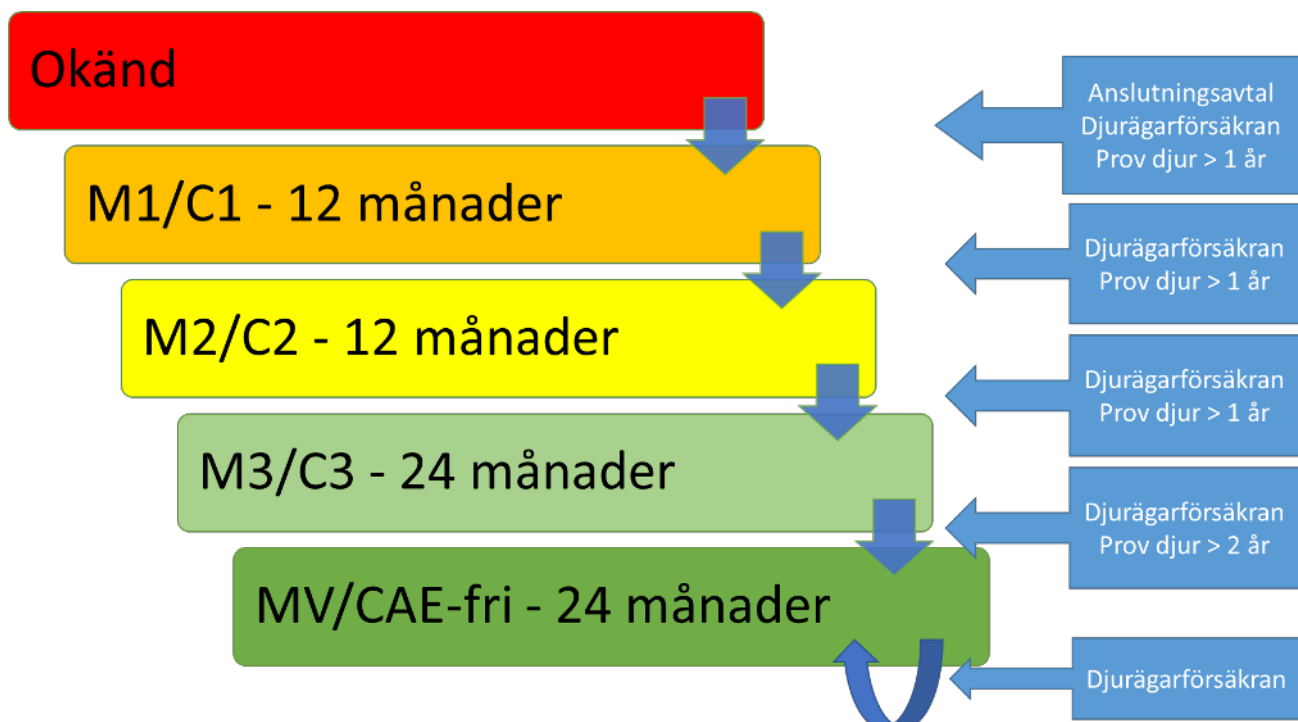 Okänd
Anslutningsavtal
Djurägarförsäkran
Prov djur > 1 år
M1/C1 - 12 månader
Djurägarförsäkran
Prov djur > 1 år
M2/C2 - 12 månader
Djurägarförsäkran
Prov djur > 1 år
M3/C3 - 24 månader
Djurägarförsäkran
Prov djur > 2 år
MV/CAE-fri - 24 månader
Djurägarförsäkran